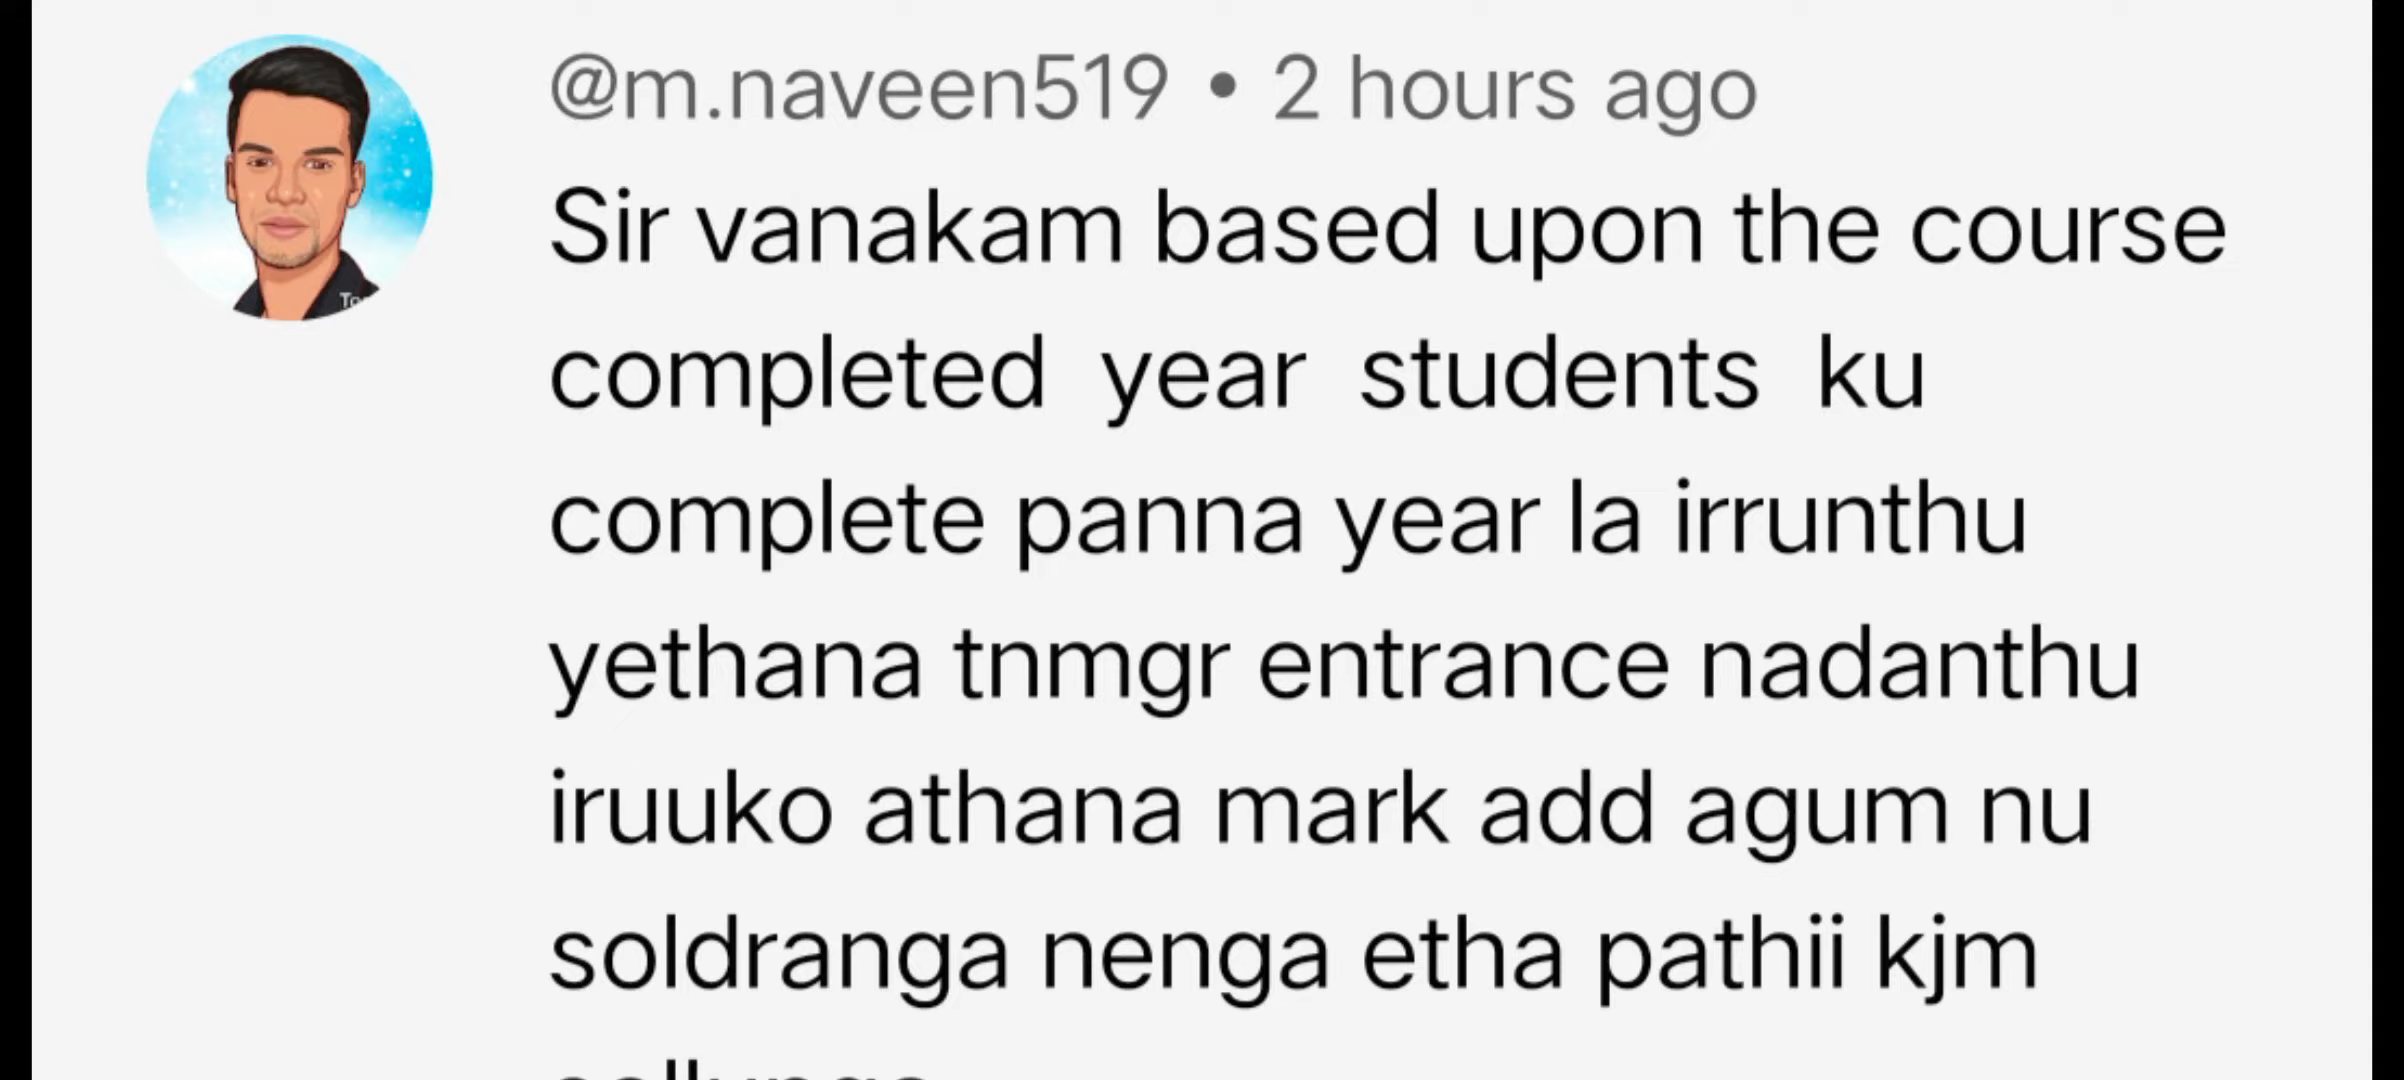 @m.naveen519 • 2 hours ago
Sir vanakam based upon the course
completed year students ku
complete panna year la irrunthu
yethana tnmgr entrance nadanthu
iruuko athana mark add agum nu
soldranga nenga etha pathii kjm